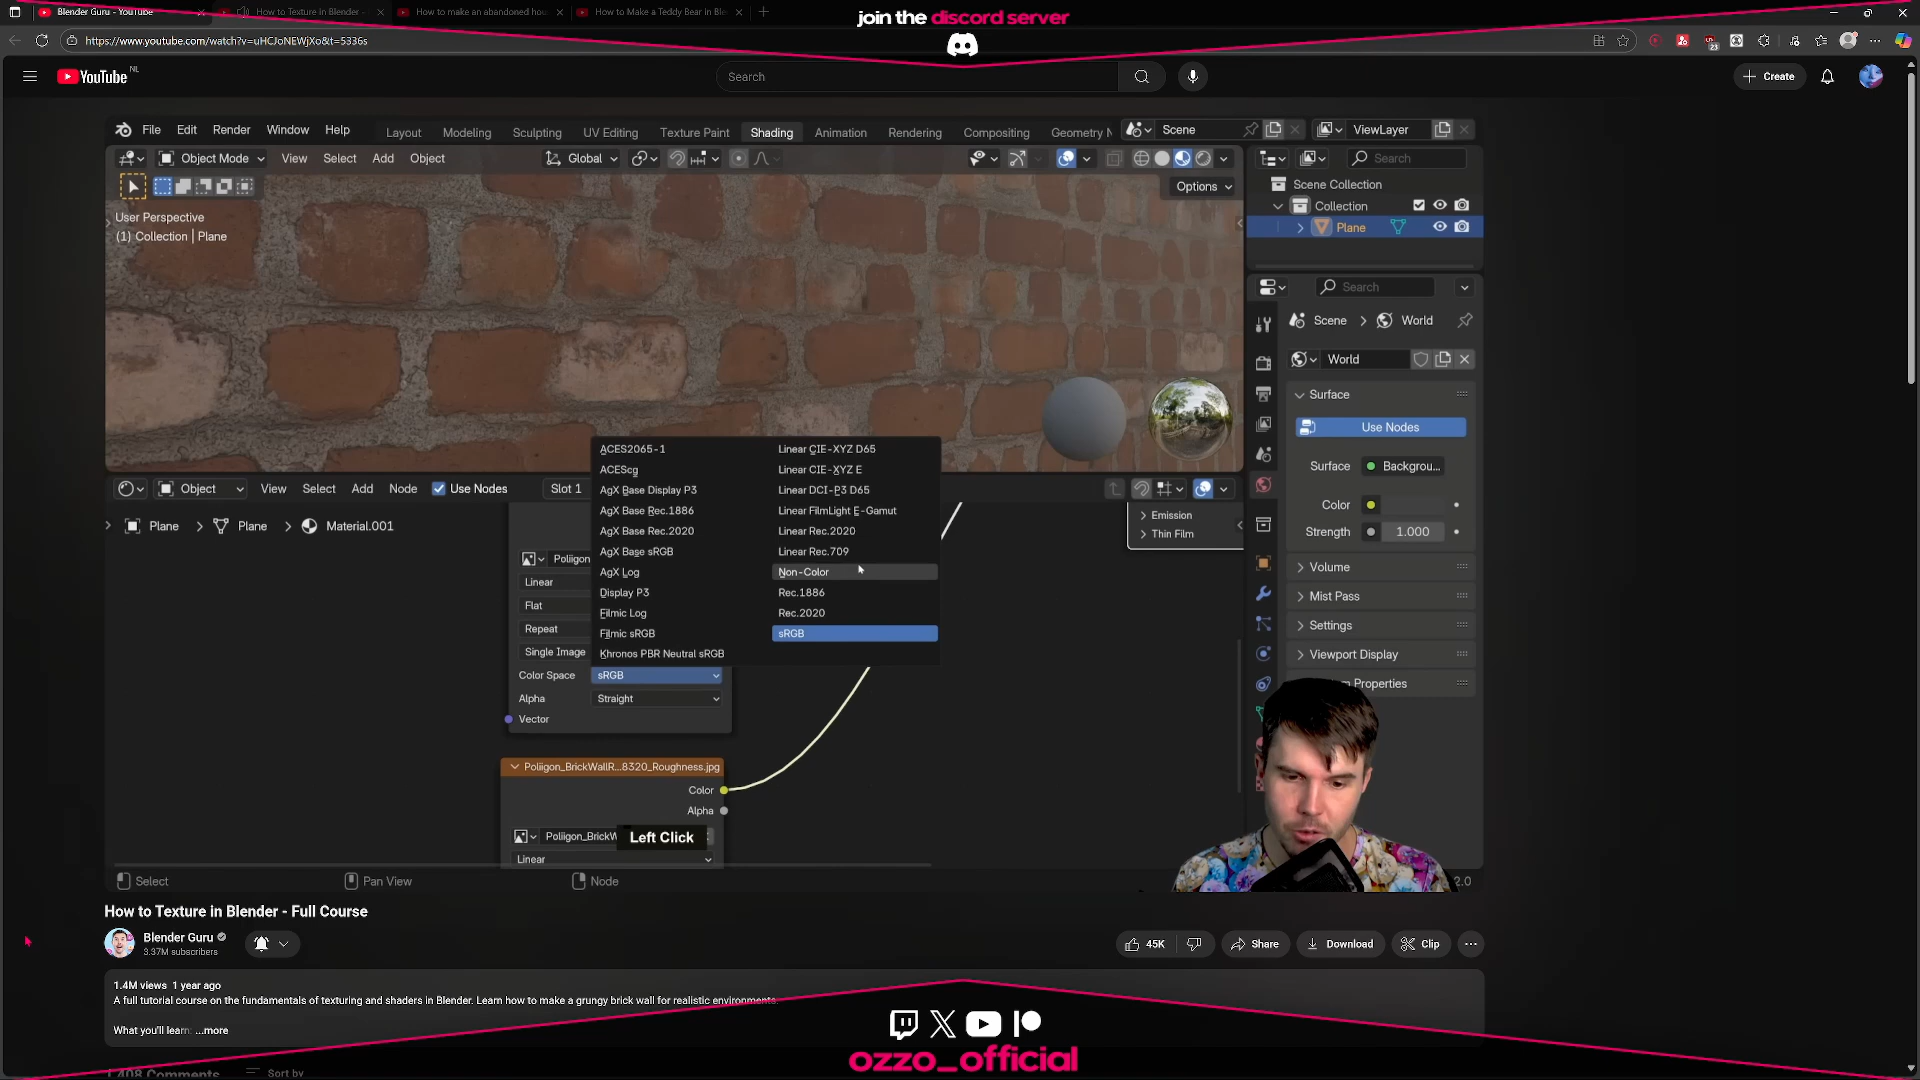 Blender Guru - YouTube
How to Texture in Blender -
How to make an abandoned hou
How to Make a Teddy Bear in Ble
join the discord server
https://www.youtube.com/watch?v=uHCJoNEWjXo&t=5336s
23
YouTube NL
Search
Create
File Edit Render Window Help
Layout Modeling Sculpting UV Editing Texture Paint Shading Animation Rendering Compositing Geometry N
Scene
ViewLayer
Object Mode View Select Add Object
Global
Search
Options
User Perspective
(1) Collection | Plane
Scene Collection
Collection
Plane
Search
Scene > World
World
Surface
Use Nodes
Surface Backgrou...
Color
Strength 1.000
Volume
Mist Pass
Settings
Viewport Display
Properties
ACES2065-1
ACEScg
AgX Base Display P3
AgX Base Rec.1886
AgX Base Rec.2020
AgX Base sRGB
AgX Log
Display P3
Filmic Log
Filmic sRGB
Khronos PBR Neutral sRGB
Linear CIE-XYZ D65
Linear CIE-XYZ E
Linear DCI-P3 D65
Linear FilmLight E-Gamut
Linear Rec.2020
Linear Rec.709
Non-Color
Rec.1886
Rec.2020
sRGB
Object View Select Add Node Use Nodes Slot 1
Plane > Plane > Material.001
Emission
Thin Film
Poliigon
Linear
Flat
Repeat
Single Image
Color Space sRGB
Alpha Straight
Vector
Poliigon_BrickWallR...8320_Roughness.jpg
Color
Alpha
Poliigon_BrickW
Left Click
Linear
Select Pan View Node
2.0
How to Texture in Blender - Full Course
Blender Guru
3.37M subscribers
45K
Share
Download
Clip
1.4M views 1 year ago
A full tutorial course on the fundamentals of texturing and shaders in Blender. Learn how to make a grungy brick wall for realistic environments.
What you'll learn: ...more
ozzo_official
1,408 Comments Sort by